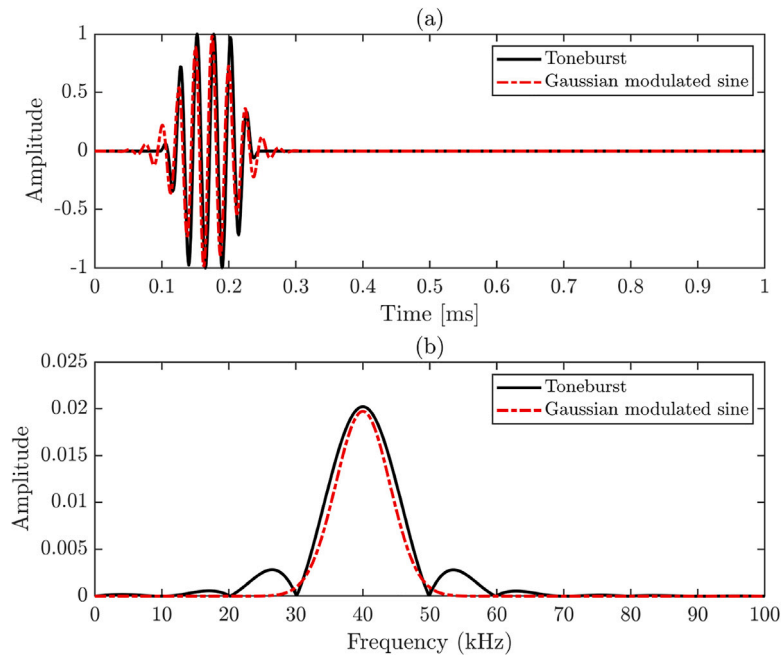 (a)
1
0.5
0
-0.5
-1
Amplitude
Toneburst
Gaussian modulated sine
0 0.1 0.2 0.3 0.4 0.5 0.6 0.7 0.8 0.9 1
Time [ms]
(b)
0.025
0.02
0.015
0.01
0.005
0
Amplitude
Toneburst
Gaussian modulated sine
0 10 20 30 40 50 60 70 80 90 100
Frequency (kHz)